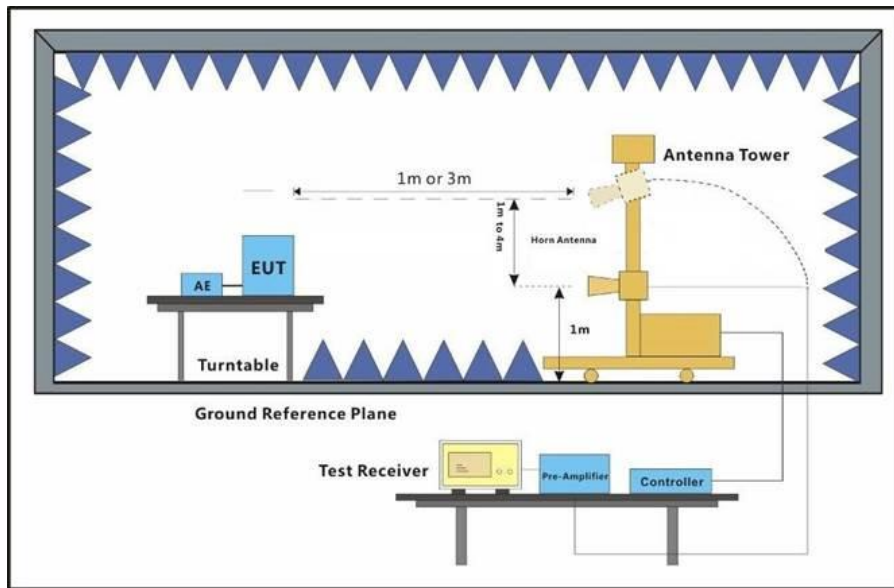 Antenna Tower
1m or 3m
1m to 4m
Horn Antenna
EUT
AE
1m
Turntable
Ground Reference Plane
Test Receiver
Pre-Amplifier
Controller